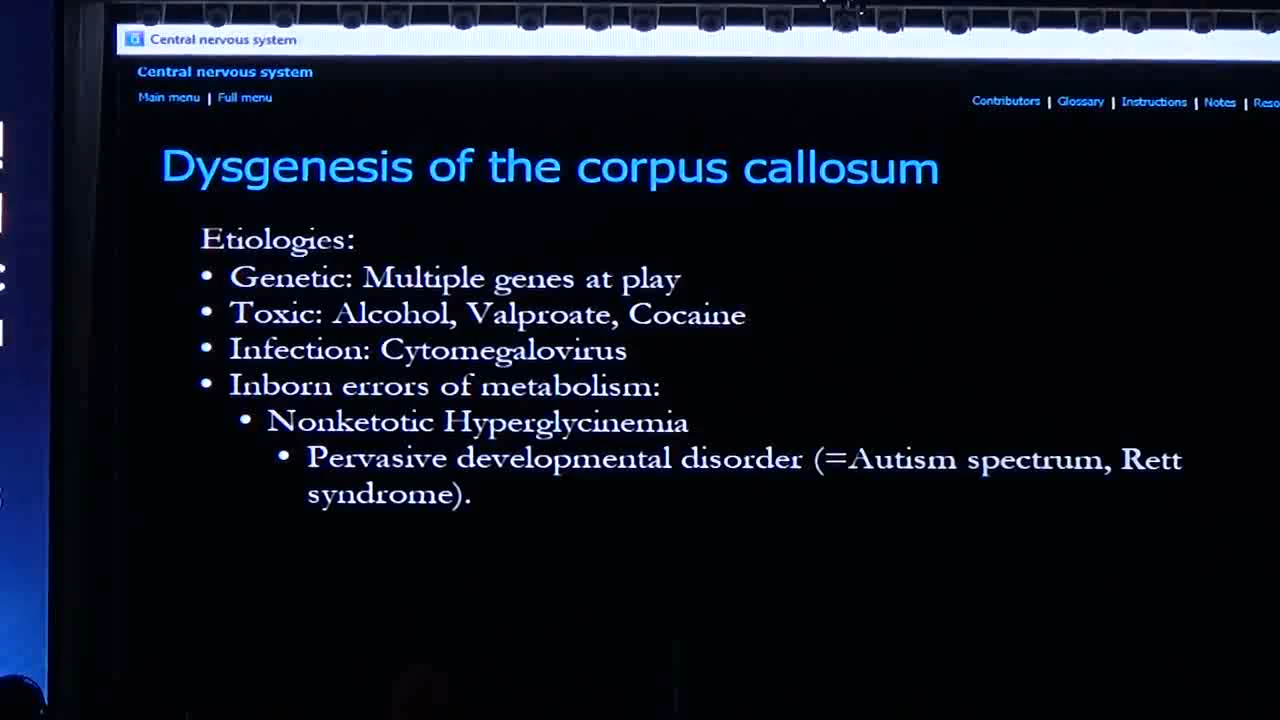 Central nervous system
Central nervous system
Main menu | Full menu
Contributors | Glossary | Instructions | Notes |
Dysgenesis of the corpus callosum
Etiologies:
• Genetic: Multiple genes at play
• Toxic: Alcohol, Valproate, Cocaine
• Infection: Cytomegalovirus
• Inborn errors of metabolism:
• Nonketotic Hyperglycinemia
• Pervasive developmental disorder (=Autism spectrum, Rett
syndrome).